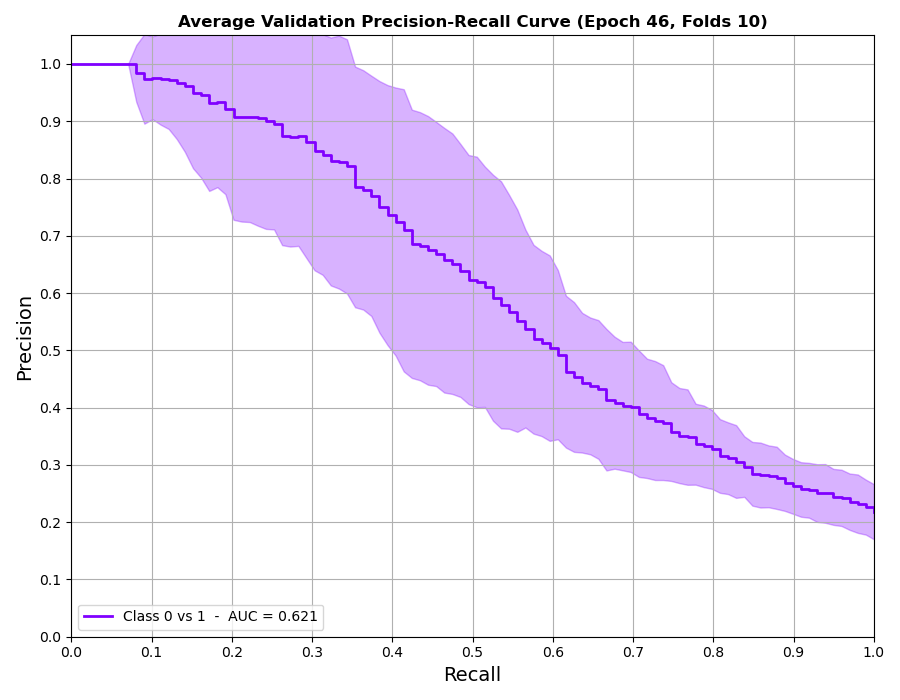 Average Validation Precision-Recall Curve (Epoch 46, Folds 10)
Precision
1.0
0.9
0.8
0.7
0.6
0.5
0.4
0.3
0.2
0.1
0.0
Class 0 vs 1  -  AUC = 0.621
0.0 0.1 0.2 0.3 0.4 0.5 0.6 0.7 0.8 0.9 1.0
Recall